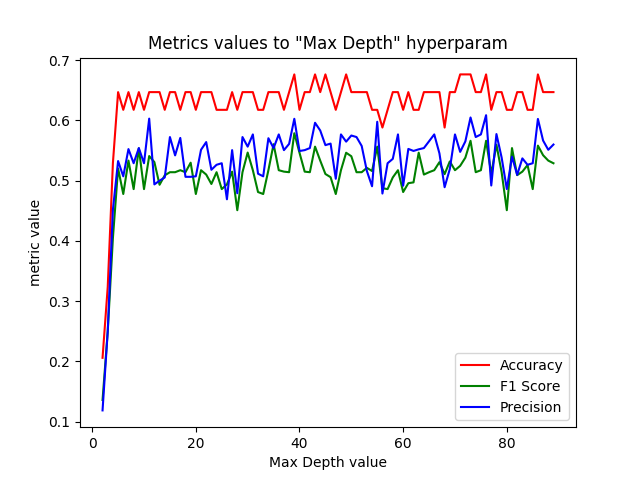 Metrics values to "Max Depth" hyperparam
metric value
0.7
0.6
0.5
0.4
0.3
0.2
0.1
0
20
40
60
80
Max Depth value
Accuracy
F1 Score
Precision